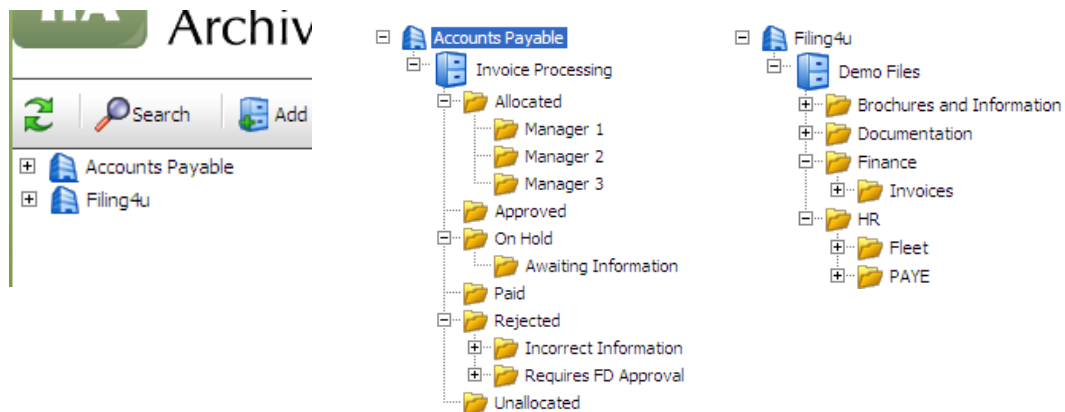 Archiv
Search
Add
Accounts Payable
Filing4u
Accounts Payable
Invoice Processing
Allocated
Manager 1
Manager 2
Manager 3
Approved
On Hold
Awaiting Information
Paid
Rejected
Incorrect Information
Requires FD Approval
Unallocated
Filing4u
Demo Files
Brochures and Information
Documentation
Finance
Invoices
HR
Fleet
PAYE